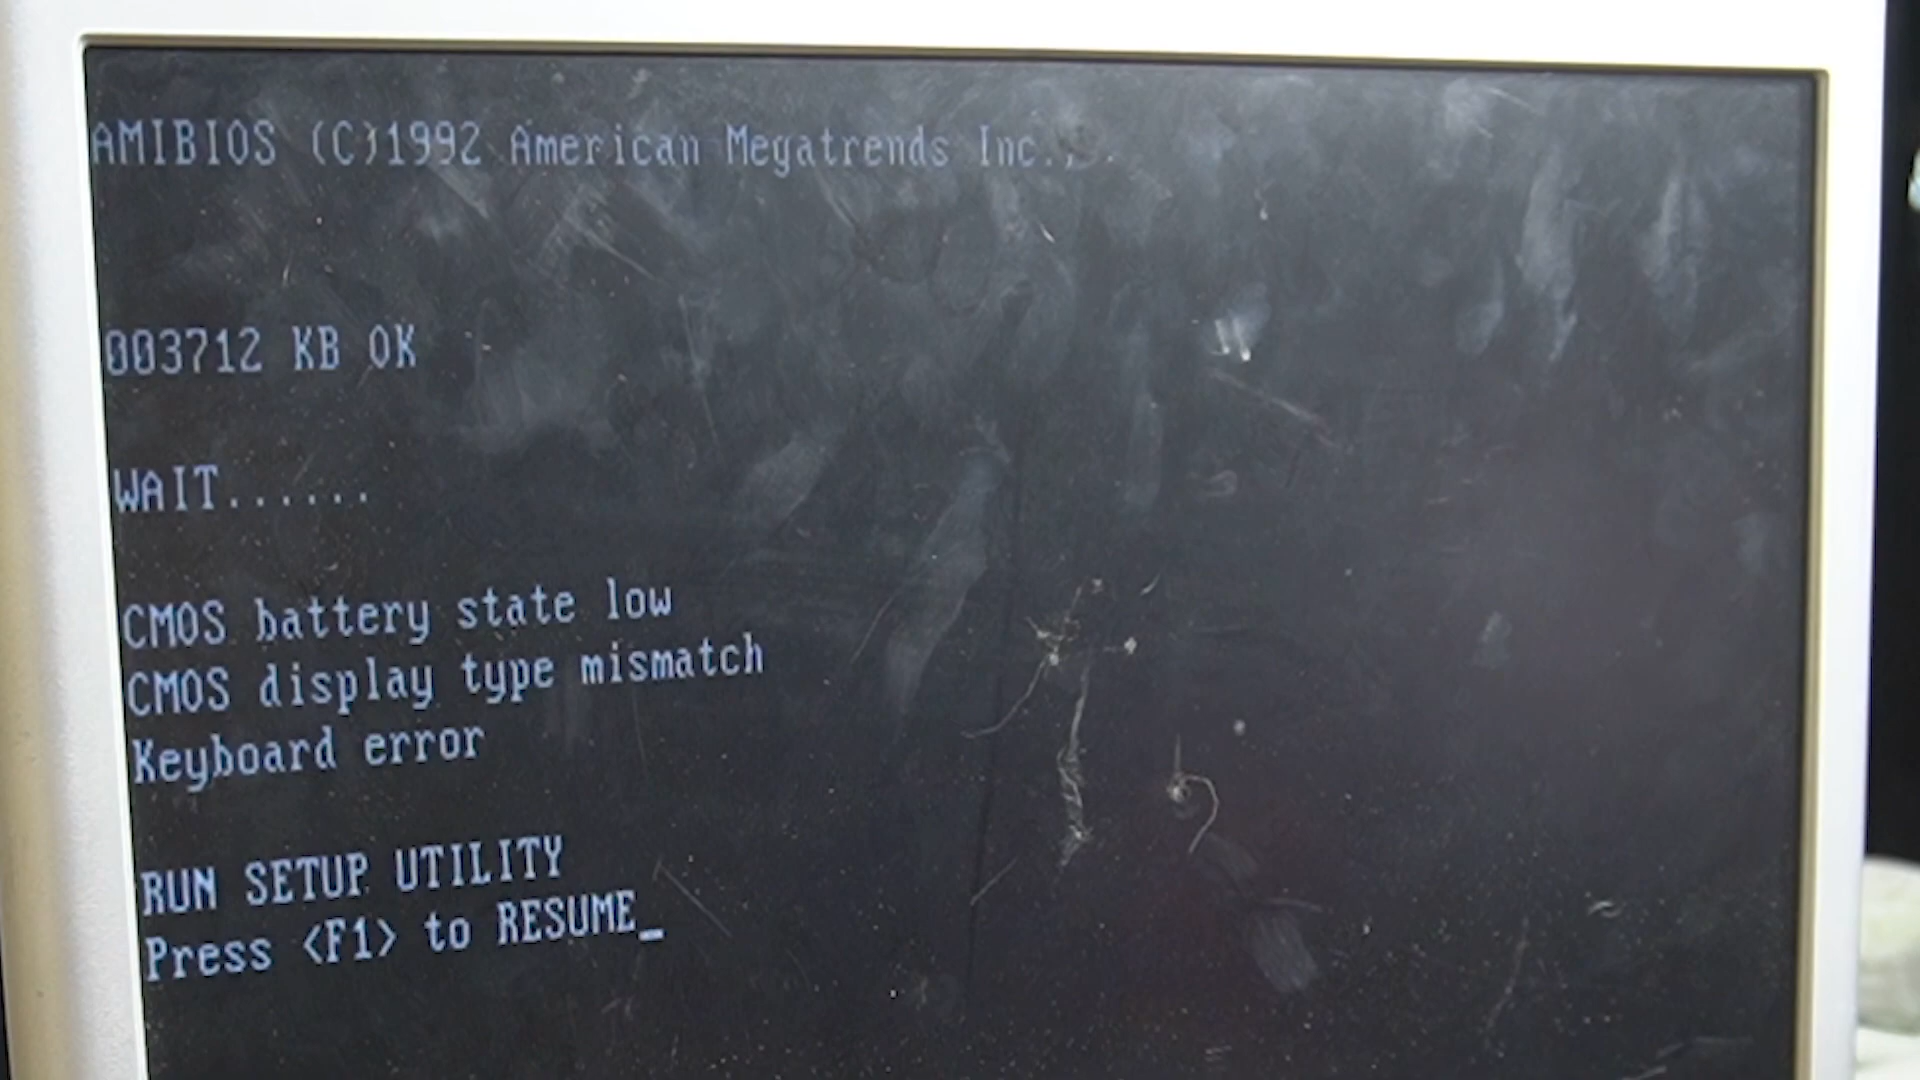 AMIBIOS (C)1992 American Megatrends Inc.,
003712 KB OK
WAIT......
CMOS battery state low
CMOS display type mismatch
Keyboard error
RUN SETUP UTILITY
Press <F1> to RESUME_